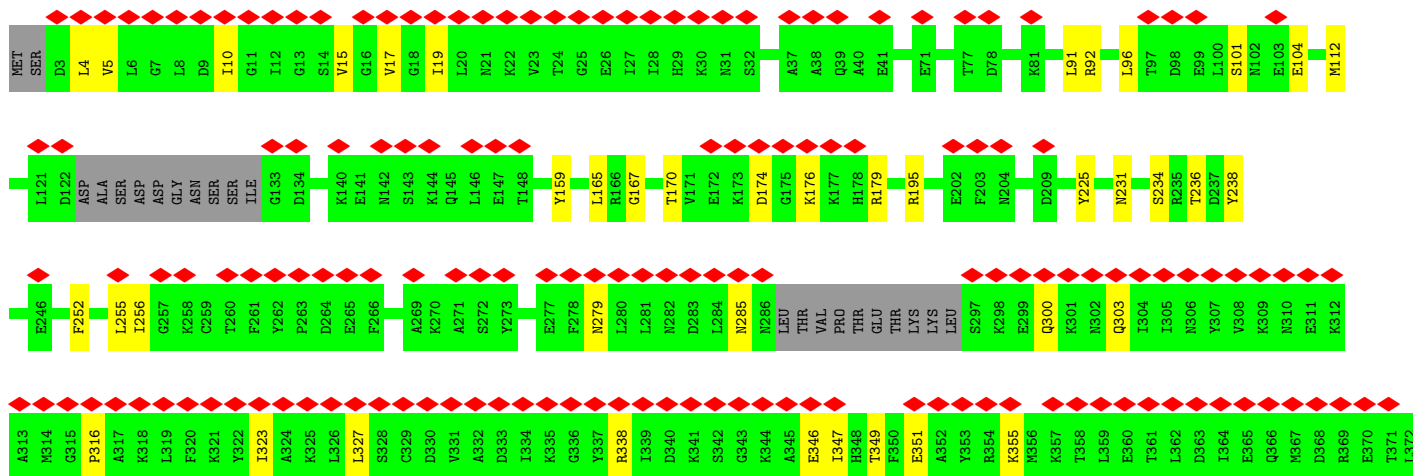 MET SER D3 L4 V5 L6 G7 L8 D9 I10 G11 I12 G13 S14 V15 G16 V17 G18 I19 L20 N21 K22 V23 T24 G25 E26 I27 I28 H29 K30 N31 S32 A37 A38 Q39 A40 E41 E71 T77 D78 K81 L91 R92 L96 T97 D98 E99 L100 S101 N102 E103 E104 M112
L121 D122 ASP ALA SER ASP ASP GLY ASN SER SER ILE G133 D134 K140 E141 N142 S143 K144 Q145 L146 E147 T148 Y159 L165 R166 G167 T170 V171 E172 K173 D174 G175 K176 K177 H178 R179 R195 E202 F203 N204 D209 Y225 N231 S234 R235 T236 D237 Y238
E246 F252 L255 I256 G257 K258 C259 T260 F261 Y262 P263 D264 E265 F266 A269 K270 A271 S272 Y273 E277 F278 N279 L280 L281 N282 D283 L284 N285 N286 LEU THR VAL PRO THR GLU THR LYS LYS LEU S297 K298 E299 Q300 K301 N302 Q303 I304 I305 N306 Y307 V308 K309 N310 E311 K312
A313 M314 G315 P316 A317 K318 L319 F320 K321 Y322 I323 A324 K325 L326 L327 S328 C329 D330 V331 A332 D333 I334 K335 G336 Y337 R338 I339 D340 K341 S342 G343 K344 A345 E346 I347 H348 T349 F350 E351 A352 Y353 R354 K355 M356 K357 T358 L359 E360 T361 L362 D363 I364 E365 Q366 M367 D368 R369 E370 T371 L372